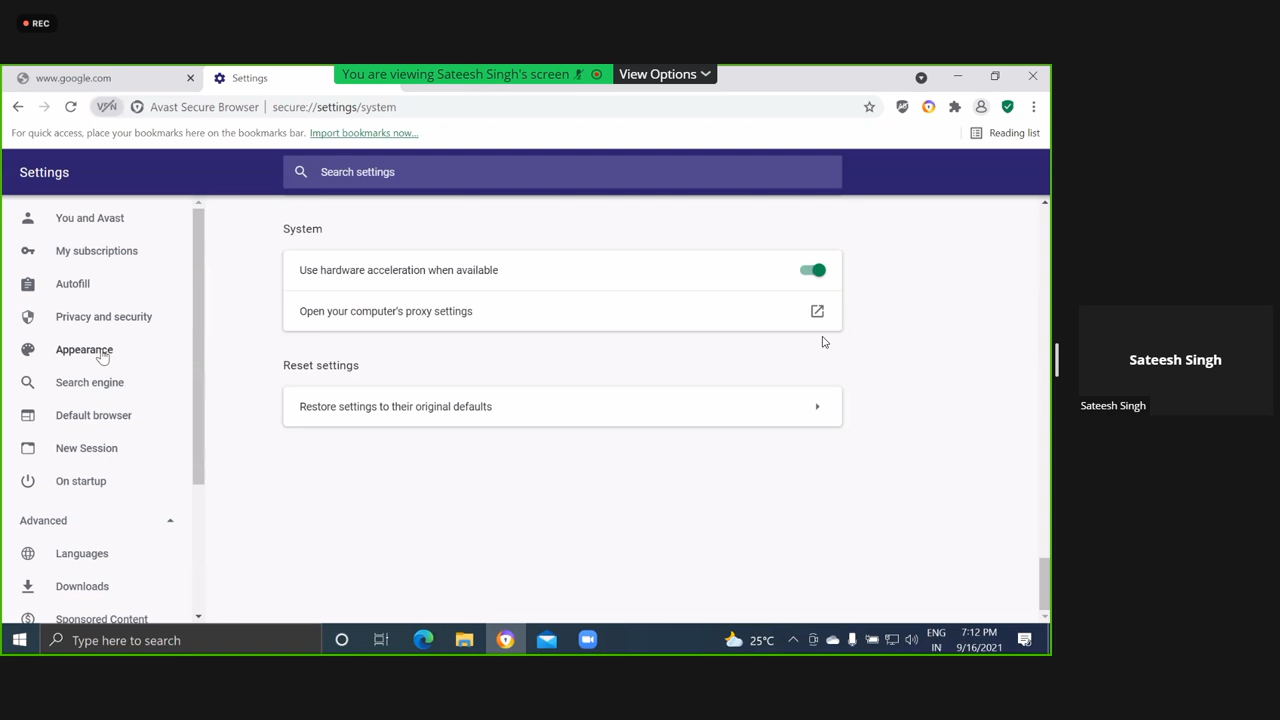 REC
www.google.com
Settings
You are viewing Sateesh Singh's screen
View Options
VPN
Avast Secure Browser
secure://settings/system
For quick access, place your bookmarks here on the bookmarks bar. Import bookmarks now...
Reading list
Settings
Search settings
You and Avast
My subscriptions
Autofill
Privacy and security
Appearance
Search engine
Default browser
New Session
On startup
Advanced
Languages
Downloads
Sponsored Content
System
Use hardware acceleration when available
Open your computer's proxy settings
Reset settings
Restore settings to their original defaults
Sateesh Singh
Sateesh Singh
Type here to search
25°C
ENG
IN
7:12 PM
9/16/2021